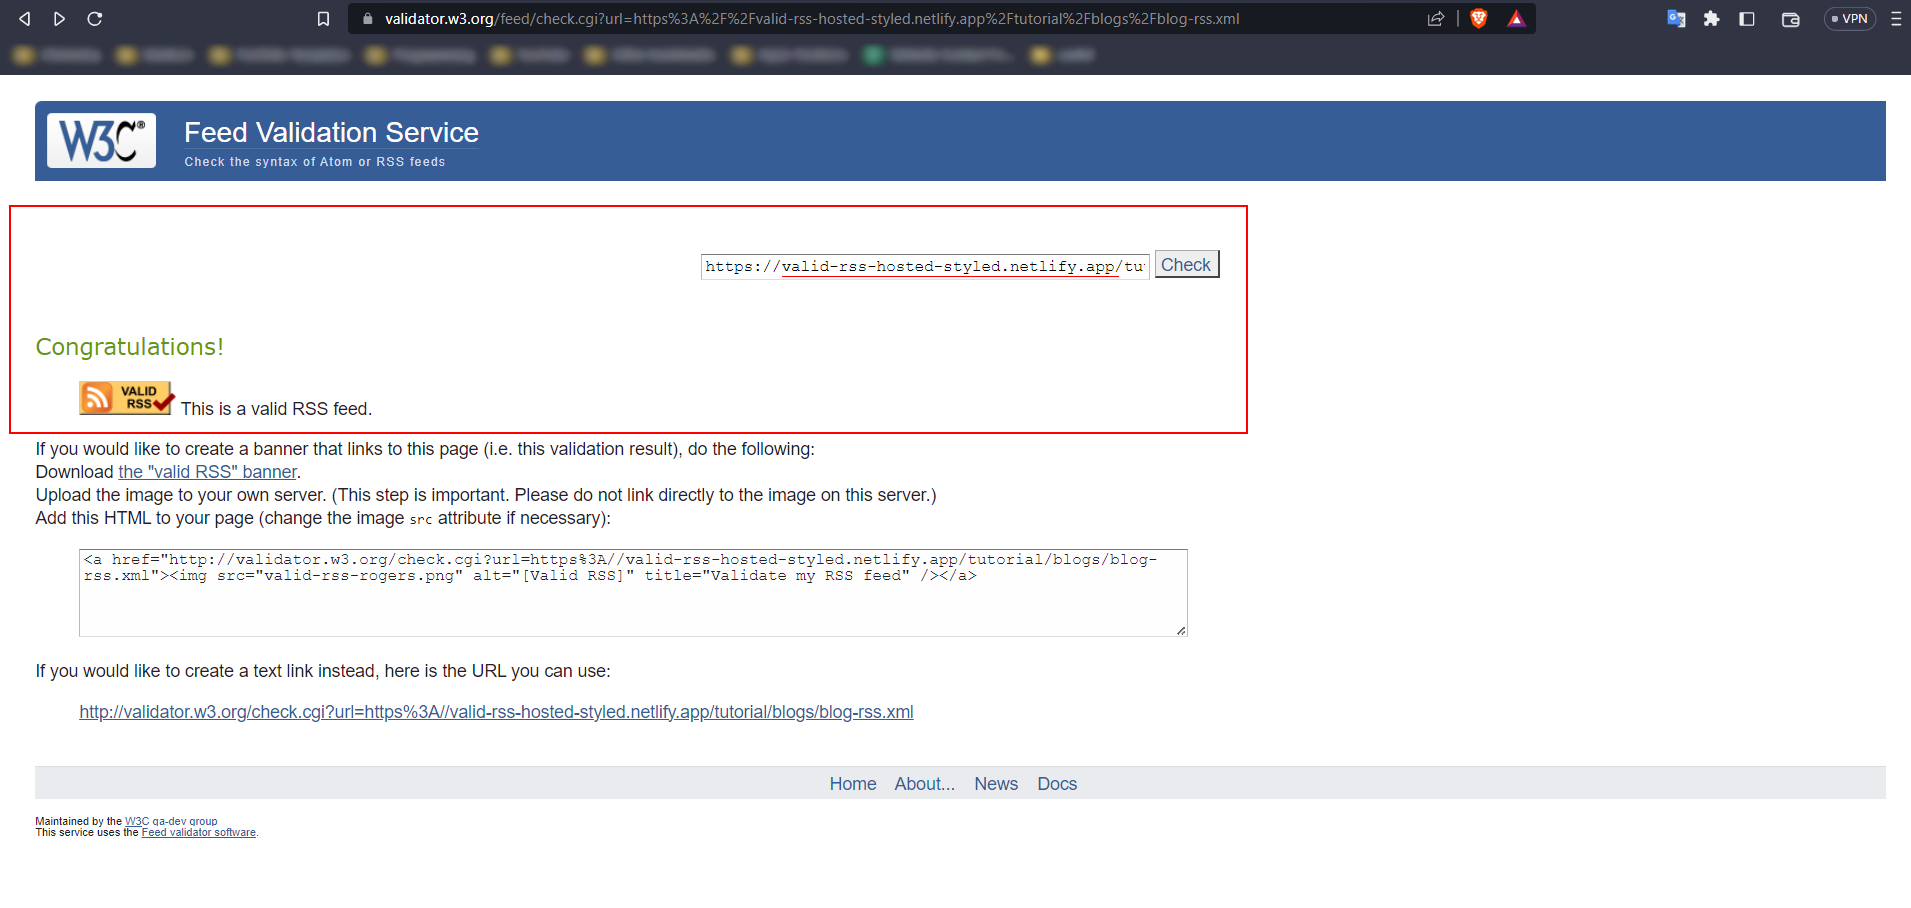 validator.w3.org/feed/check.cgi?url=https%3A%2F%2Fvalid-rss-hosted-styled.netlify.app%2Ftutorial%2Fblogs%2Fblog-rss.xml
VPN
W3C®
Feed Validation Service
Check the syntax of Atom or RSS feeds
https://valid-rss-hosted-styled.netlify.app/tu
Check
Congratulations!
VALID
RSS
This is a valid RSS feed.
If you would like to create a banner that links to this page (i.e. this validation result), do the following:
Download the "valid RSS" banner.
Upload the image to your own server. (This step is important. Please do not link directly to the image on this server.)
Add this HTML to your page (change the image src attribute if necessary):
<a href="http://validator.w3.org/check.cgi?url=https%3A//valid-rss-hosted-styled.netlify.app/tutorial/blogs/blog-
rss.xml"><img src="valid-rss-rogers.png" alt="[Valid RSS]" title="Validate my RSS feed" /></a>
If you would like to create a text link instead, here is the URL you can use:
http://validator.w3.org/check.cgi?url=https%3A//valid-rss-hosted-styled.netlify.app/tutorial/blogs/blog-rss.xml
Home About... News Docs
Maintained by the W3C qa-dev group
This service uses the Feed validator software.